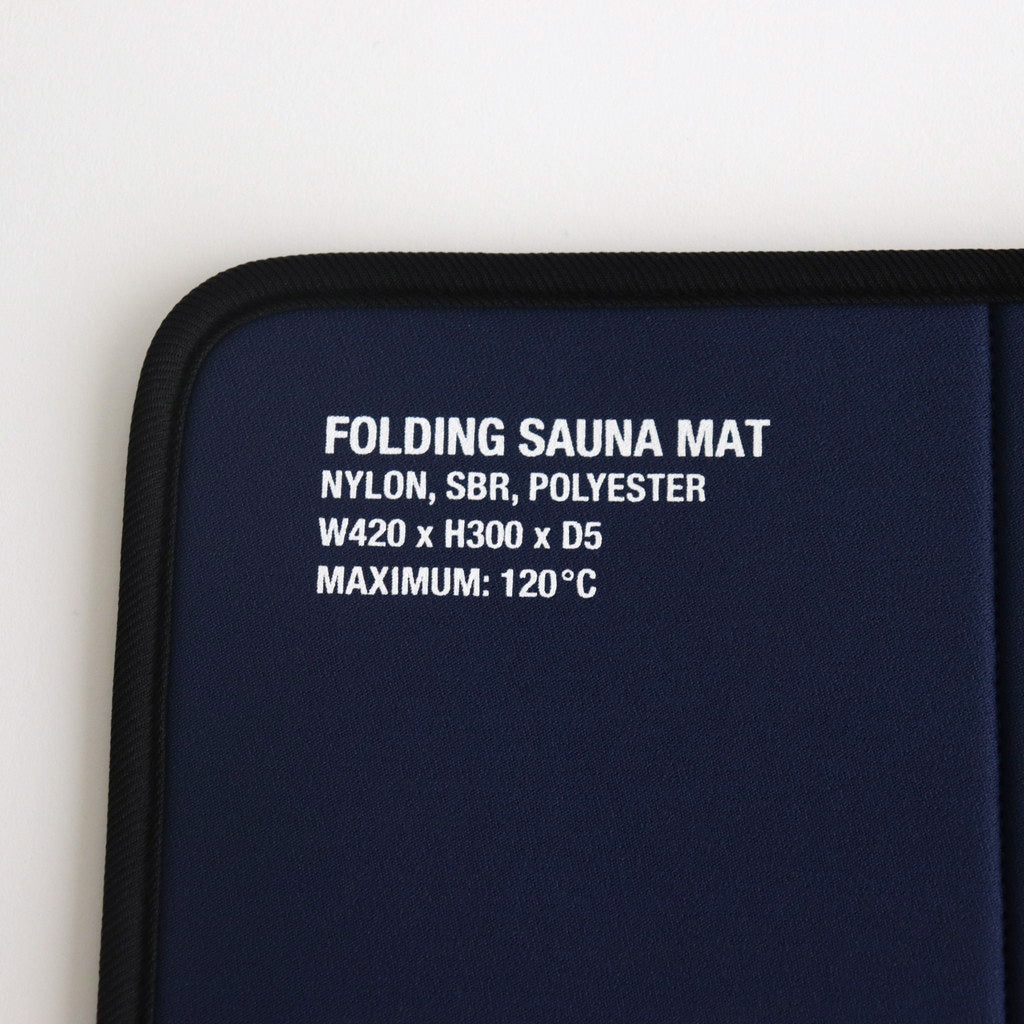 FOLDING SAUNA MAT
NYLON, SBR, POLYESTER
W420 x H300 x D5
MAXIMUM: 120°C